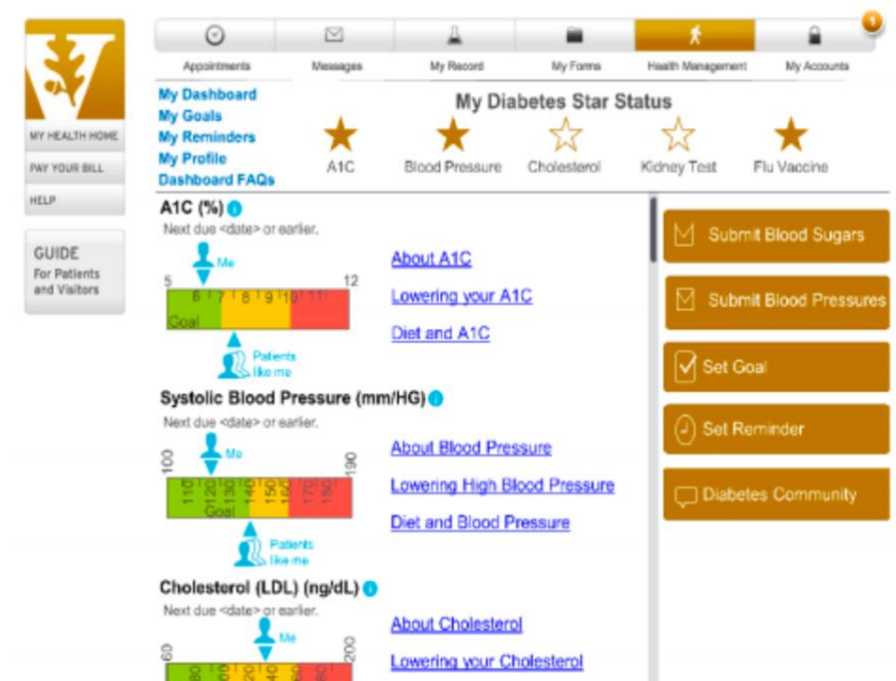 1
Appointments
Messages
My Record
My Forms
Health Management
My Accounts
MY HEALTH HOME
PAY YOUR BILL
HELP
GUIDE
For Patients
and Visitors
My Dashboard
My Goals
My Reminders
My Profile
Dashboard FAQs
My Diabetes Star Status
A1C
Blood Pressure
Cholesterol
Kidney Test
Flu Vaccine
A1C (%) i
Next due <date> or earlier.
Me
5 12
6 7 8 9 10 11
Goal
Patients
like me
About A1C
Lowering your A1C
Diet and A1C
Systolic Blood Pressure (mm/HG) i
Next due <date> or earlier.
Me
100 190
110 120 130 140 150 160 170 180
Goal
Patients
like me
About Blood Pressure
Lowering High Blood Pressure
Diet and Blood Pressure
Cholesterol (LDL) (ng/dL) i
Next due <date> or earlier.
Me
60 200
About Cholesterol
Lowering your Cholesterol
Submit Blood Sugars
Submit Blood Pressures
Set Goal
Set Reminder
Diabetes Community